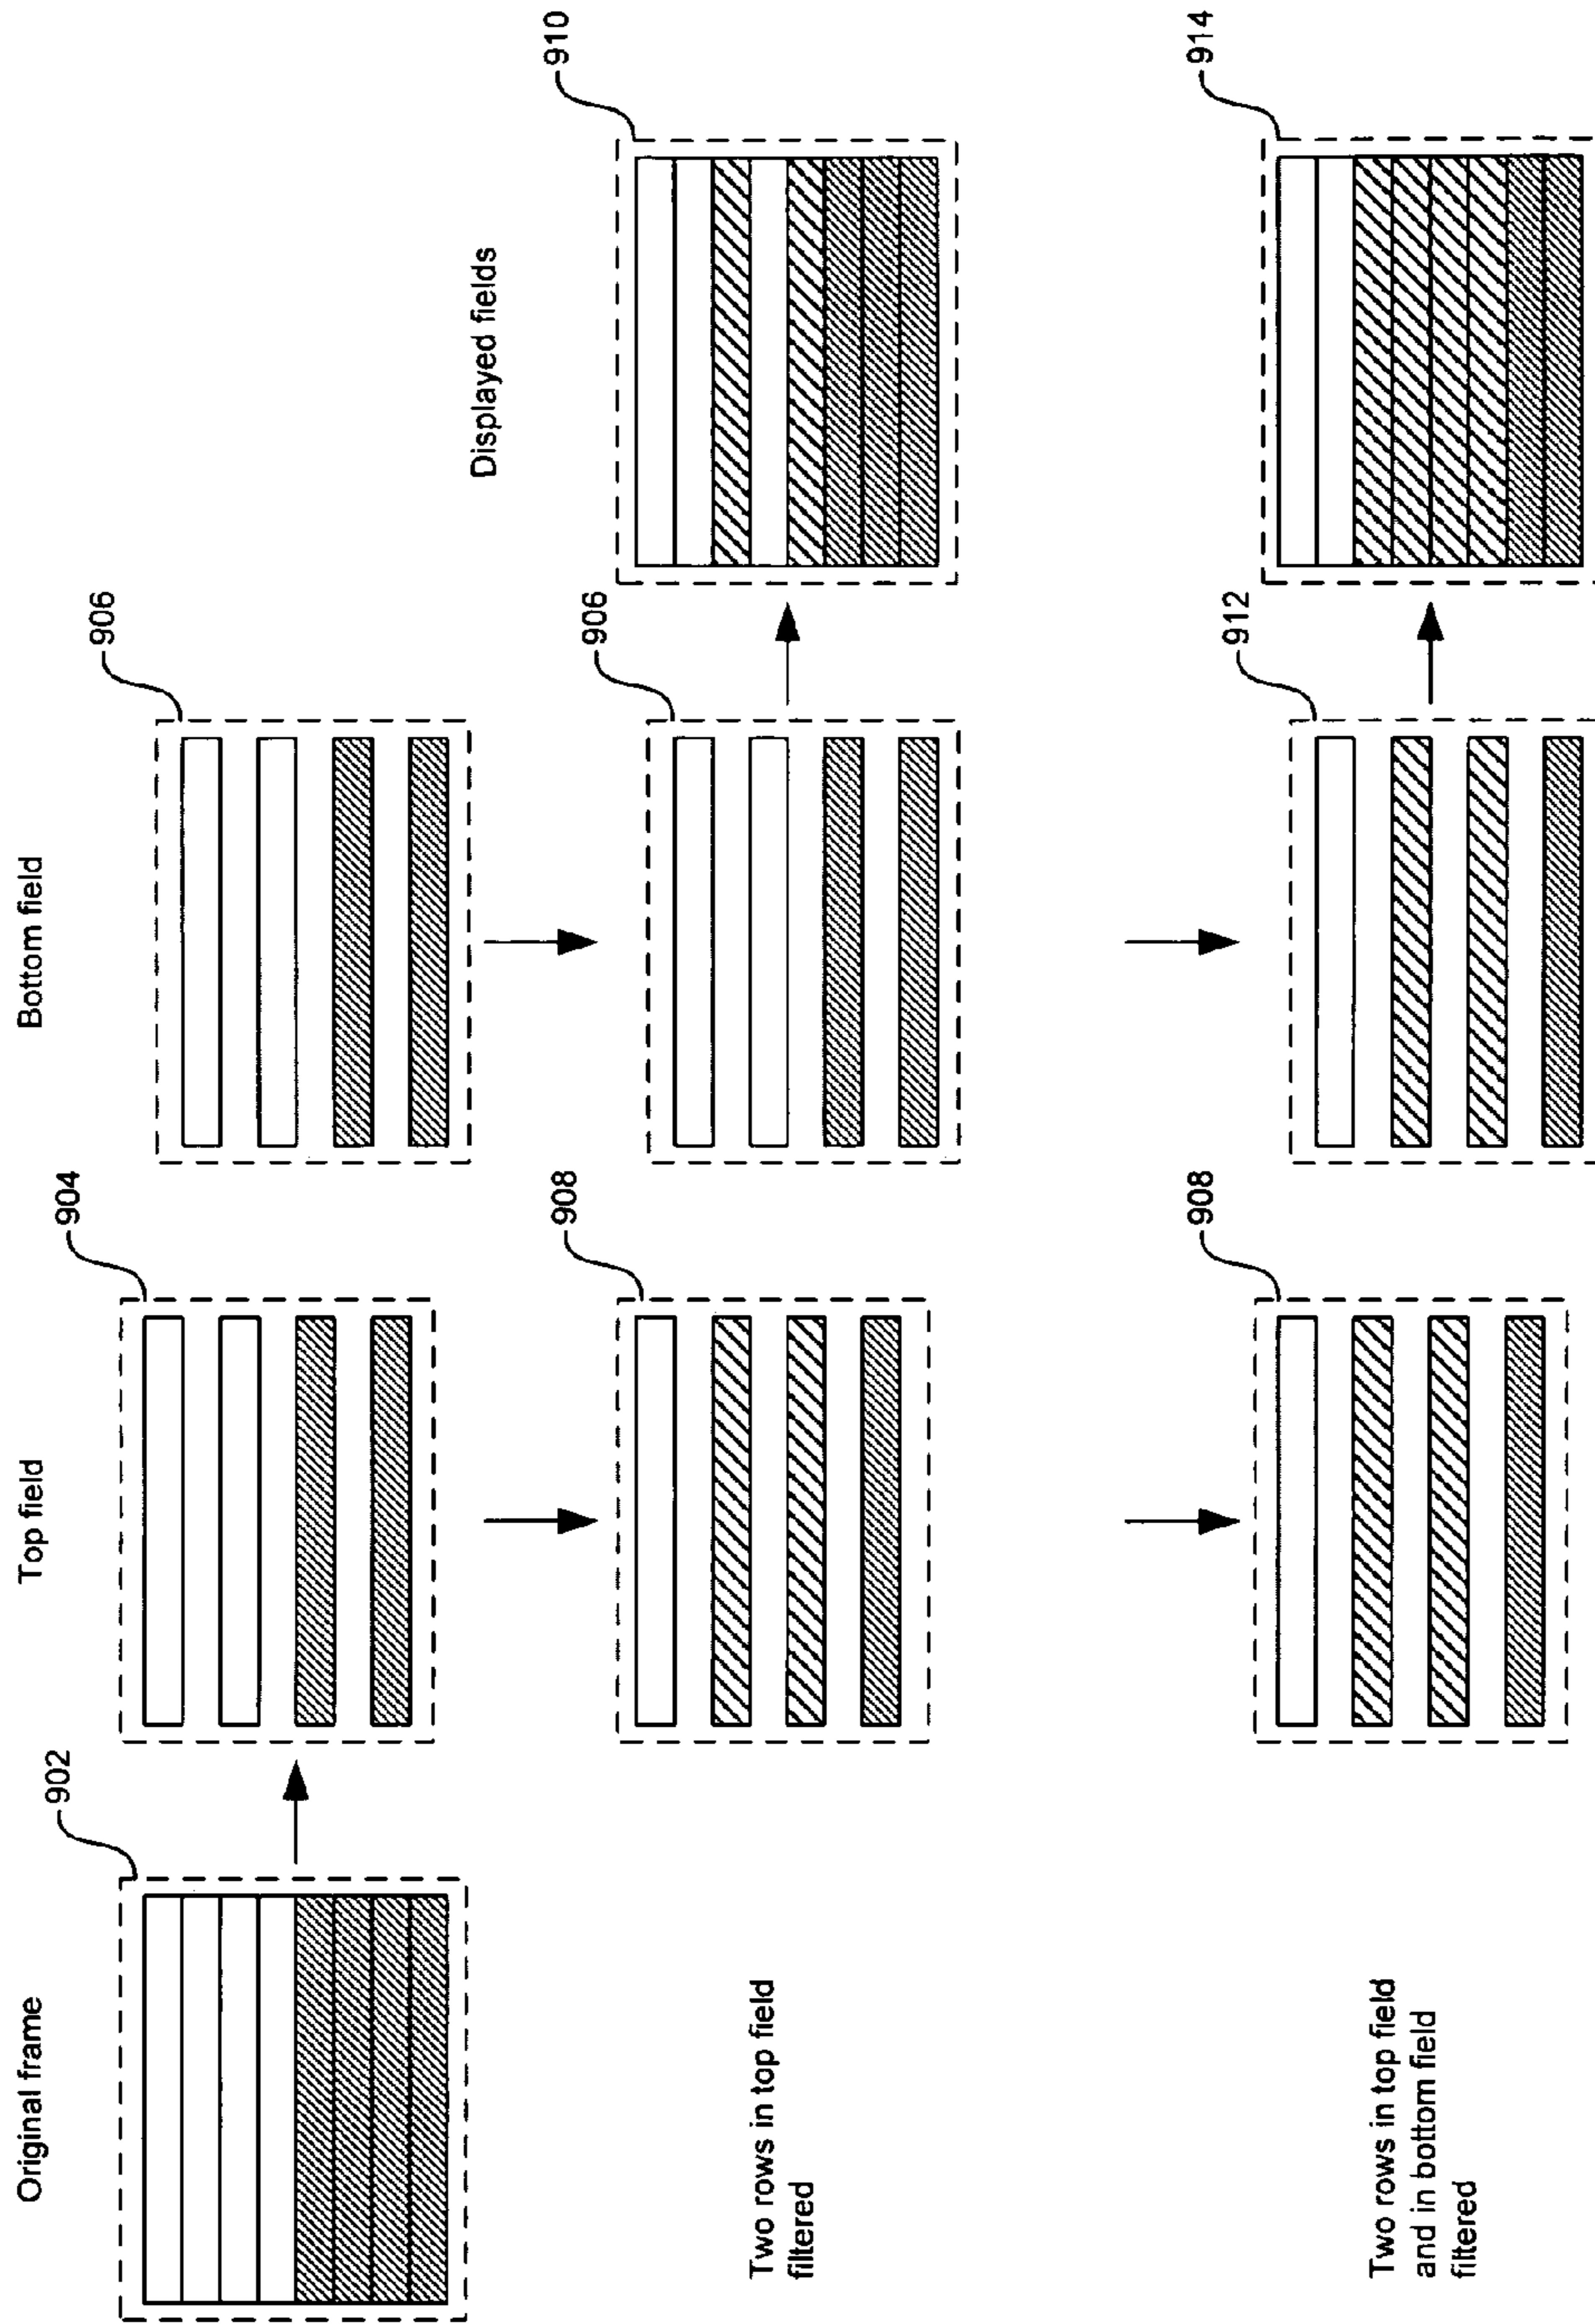 Original frame
Top field
Bottom field
902
904
906
Displayed fields
Two rows in top field
filtered
908
906
910
Two rows in top field
and in bottom field
filtered
908
912
914